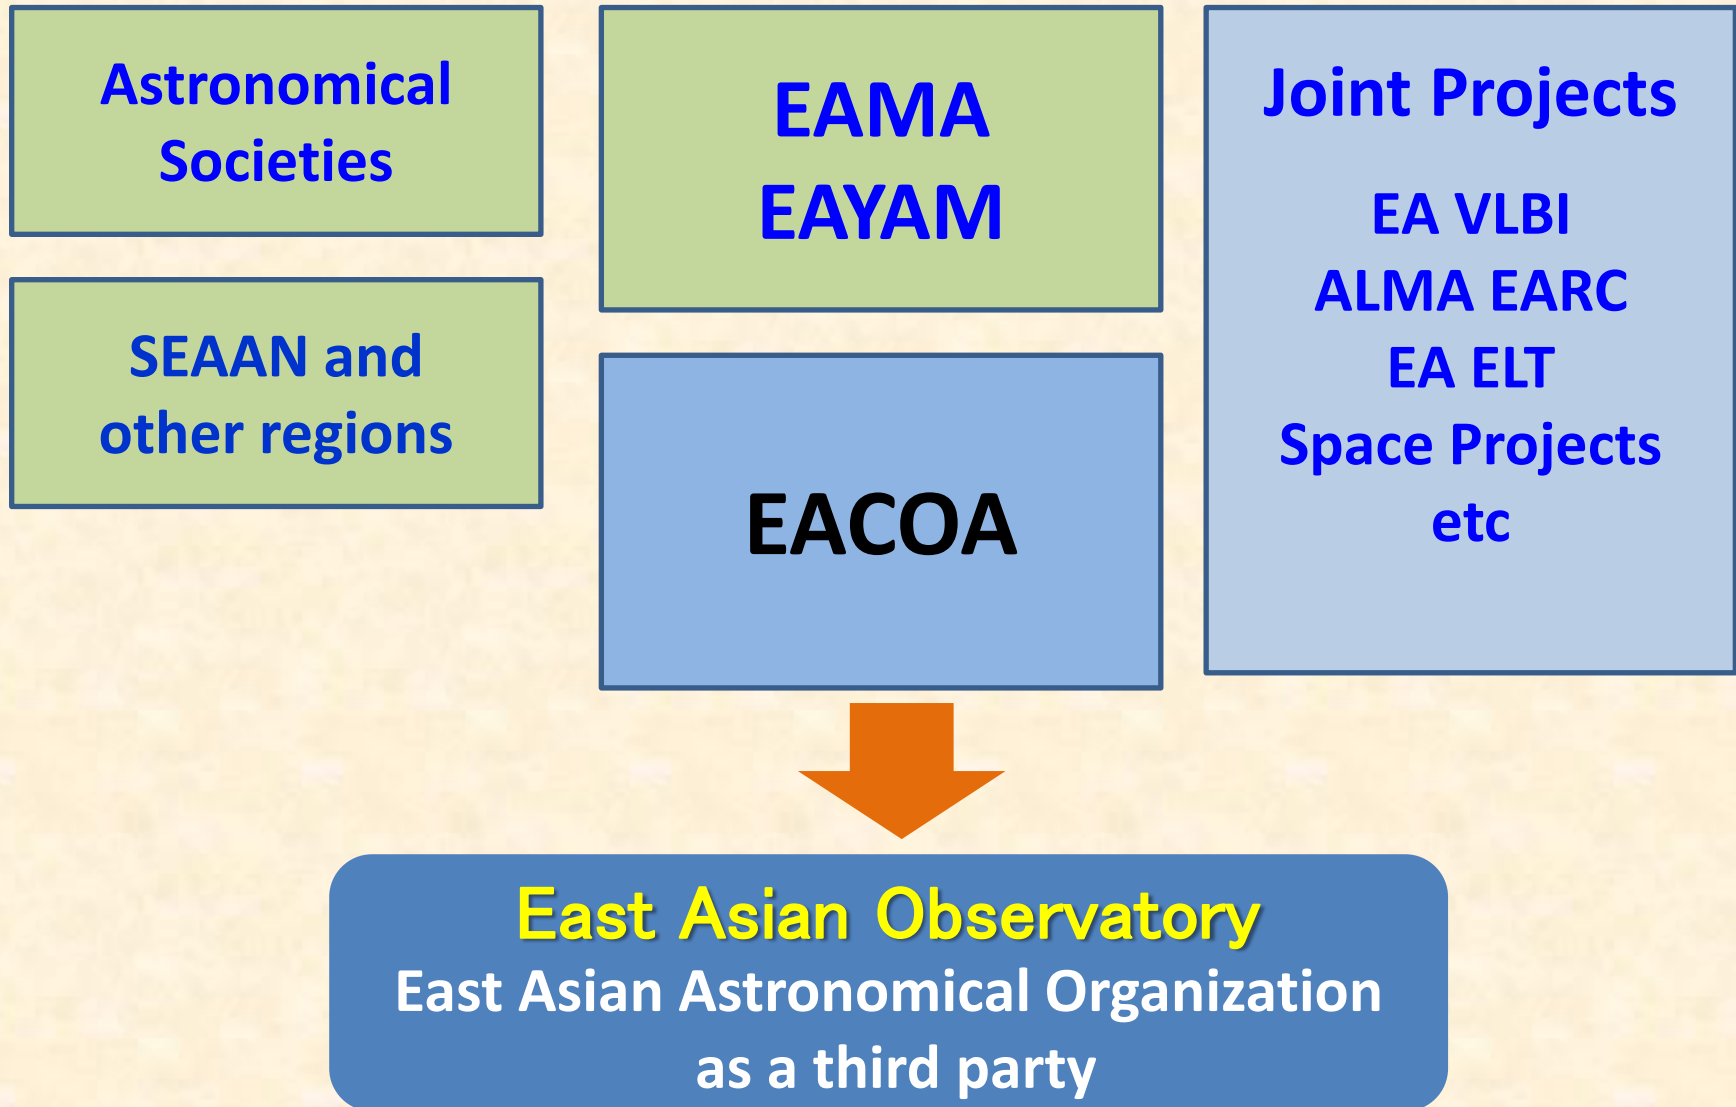 Astronomical
Societies
SEAAN and
other regions
EAMA
EAYAM
EACOA
Joint Projects
EA VLBI
ALMA EARC
EA ELT
Space Projects
etc
East Asian Observatory
East Asian Astronomical Organization
as a third party